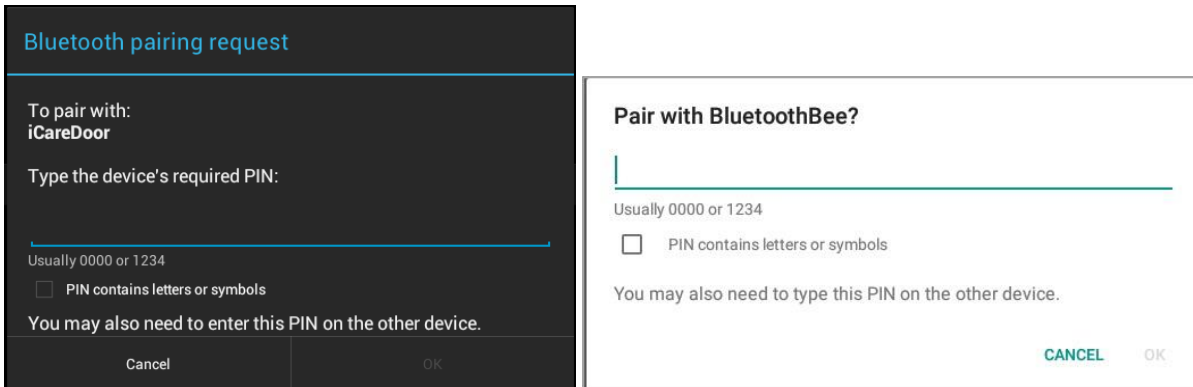 Bluetooth pairing request
To pair with:
iCareDoor
Type the device's required PIN:
Usually 0000 or 1234
PIN contains letters or symbols
You may also need to enter this PIN on the other device.
Cancel
OK
Pair with BluetoothBee?
Usually 0000 or 1234
PIN contains letters or symbols
You may also need to type this PIN on the other device.
CANCEL
OK